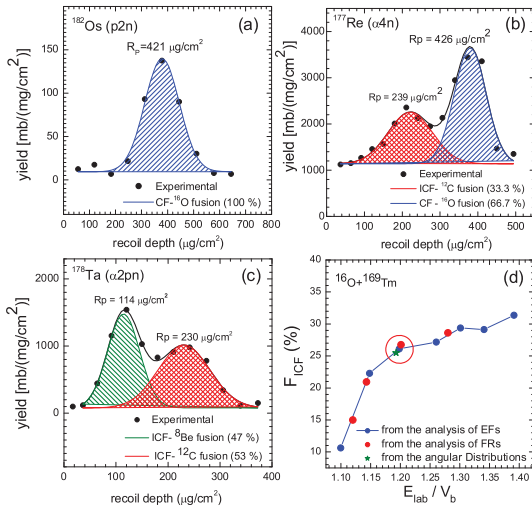 ¹⁸²Os (p2n)
(a)
R_P=421 μg/cm²
yield [mb/(mg/cm²)]
150
100
50
0
Experimental
CF-¹⁶O fusion (100 %)
0 100 200 300 400 500 600 700 800
recoil depth (μg/cm²)
¹⁷⁷Re (α4n)
(b)
Rp = 426 μg/cm²
Rp = 239 μg/cm²
yield [mb/(mg/cm²)]
4000
3000
2000
1000
0
Experimental
ICF-¹²C fusion (33.3 %)
CF - ¹⁶O fusion (66.7 %)
0 100 200 300 400 500
recoil depth (μg/cm²)
¹⁷⁸Ta (α2pn)
(c)
Rp = 114 μg/cm²
Rp = 230 μg/cm²
yield [mb/(mg/cm²)]
2000
1000
0
Experimental
ICF- ⁸Be fusion (47 %)
ICF- ¹²C fusion (53 %)
0 100 200 300 400
recoil depth (μg/cm²)
¹⁶O+¹⁶⁹Tm
(d)
F_ICF (%)
40
35
30
25
20
15
10
from the analysis of EFs
from the analysis of FRs
from the angular Distributions
1.10 1.15 1.20 1.25 1.30 1.35 1.40
E_lab / V_b